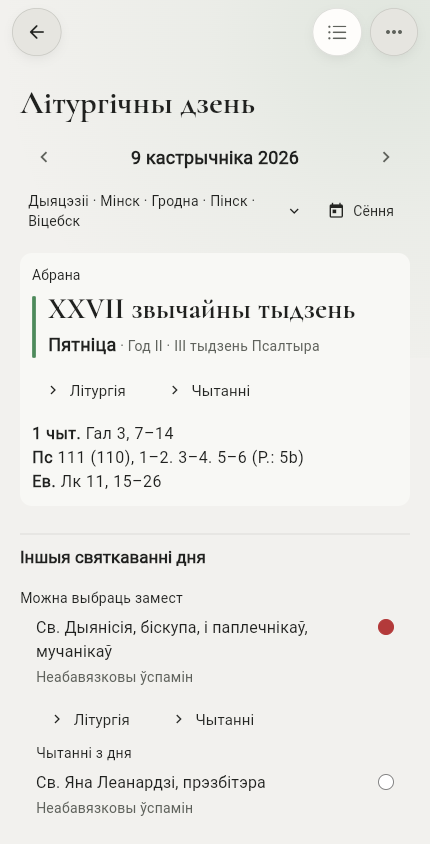 Літургічны дзень
9 кастрычніка 2026
Дыяцэзіі · Мінск · Гродна · Пінск ·
Віцебск
Сёння
Абрана
XXVII звычайны тыдзень
Пятніца · Год II · III тыдзень Псалтыра
Літургія
Чытанні
1 чыт. Гал 3, 7–14
Пс 111 (110), 1–2. 3–4. 5–6 (Р.: 5b)
Ев. Лк 11, 15–26
Іншыя святкаванні дня
Можна выбраць замест
Св. Дыянісія, біскупа, і паплечнікаў,
мучанікаў
Неабавязковы ўспамін
Літургія
Чытанні
Чытанні з дня
Св. Яна Леанардзі, прэзбітэра
Неабавязковы ўспамін